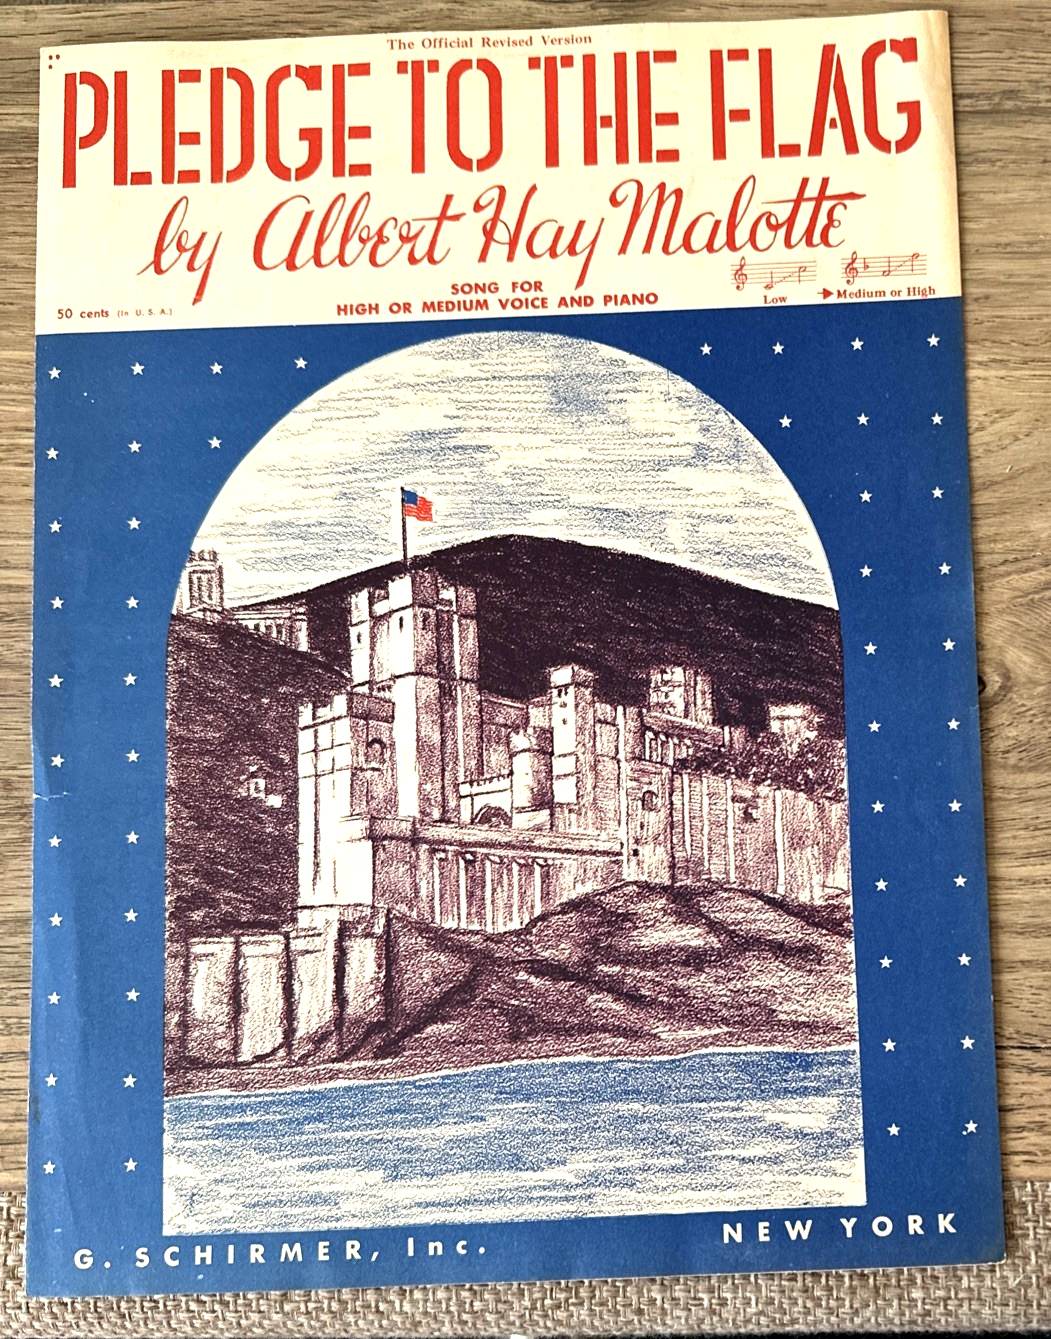 The Official Revised Version
PLEDGE TO THE FLAG
by Albert Hay Malotte
SONG FOR
HIGH OR MEDIUM VOICE AND PIANO
50 cents (In U. S. A.)
Low
Medium or High
G. SCHIRMER, Inc.
NEW YORK